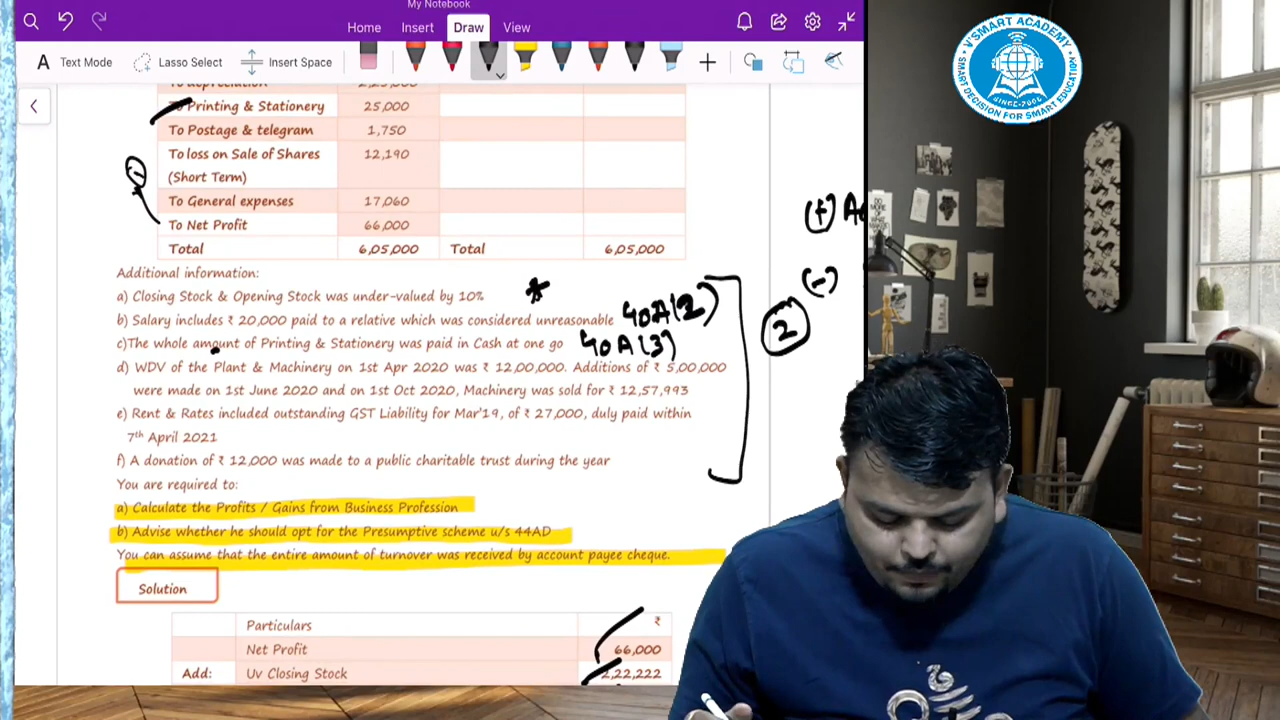 My Notebook
Home Insert Draw View
A Text Mode Lasso Select Insert Space
V'SMART ACADEMY
SINCE-2006
SMART DECISION FOR SMART EDUCATION
To depreciation
To Printing & Stationery 25,000
To Postage & telegram 1,750
To loss on Sale of Shares (Short Term) 12,190
To General expenses 17,060
To Net Profit 66,000
Total 6,05,000 Total 6,05,000
Additional information:
a) Closing Stock & Opening Stock was under-valued by 10%
b) Salary includes ₹ 20,000 paid to a relative which was considered unreasonable 40A(2)
c)The whole amount of Printing & Stationery was paid in Cash at one go 40A(3)
d) WDV of the Plant & Machinery on 1st Apr 2020 was ₹ 12,00,000. Additions of ₹ 5,00,000
were made on 1st June 2020 and on 1st Oct 2020, Machinery was sold for ₹ 12,57,993
e) Rent & Rates included outstanding GST Liability for Mar'19, of ₹ 27,000, duly paid within
7th April 2021
f) A donation of ₹ 12,000 was made to a public charitable trust during the year
You are required to:
a) Calculate the Profits / Gains from Business Profession
b) Advise whether he should opt for the Presumptive scheme u/s 44AD
You can assume that the entire amount of turnover was received by account payee cheque.
Solution
Particulars ₹
Net Profit 66,000
Add: Uv Closing Stock 2,22,222
1
2
(+) A
(-)